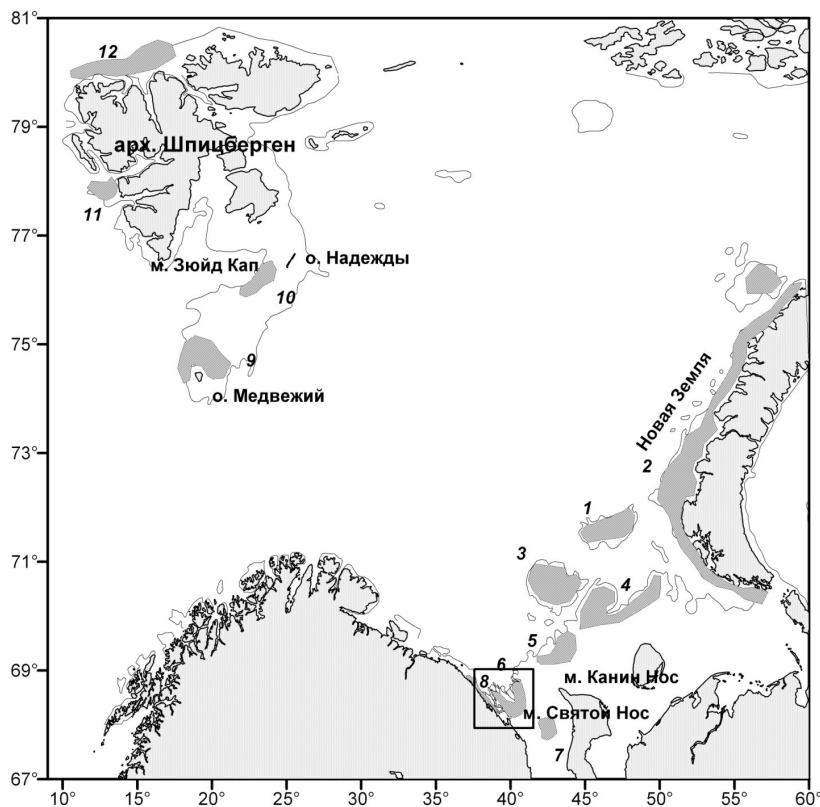 81°
12
79°
арх. Шпицберген
11
77°
м. Зюйд Кап
о. Надежды
10
75°
9
о. Медвежий
Новая Земля
73°
2
1
71°
3
4
5
69°
6
м. Канин Нос
8
м. Святой Нос
7
67°
10° 15° 20° 25° 30° 35° 40° 45° 50° 55° 60°